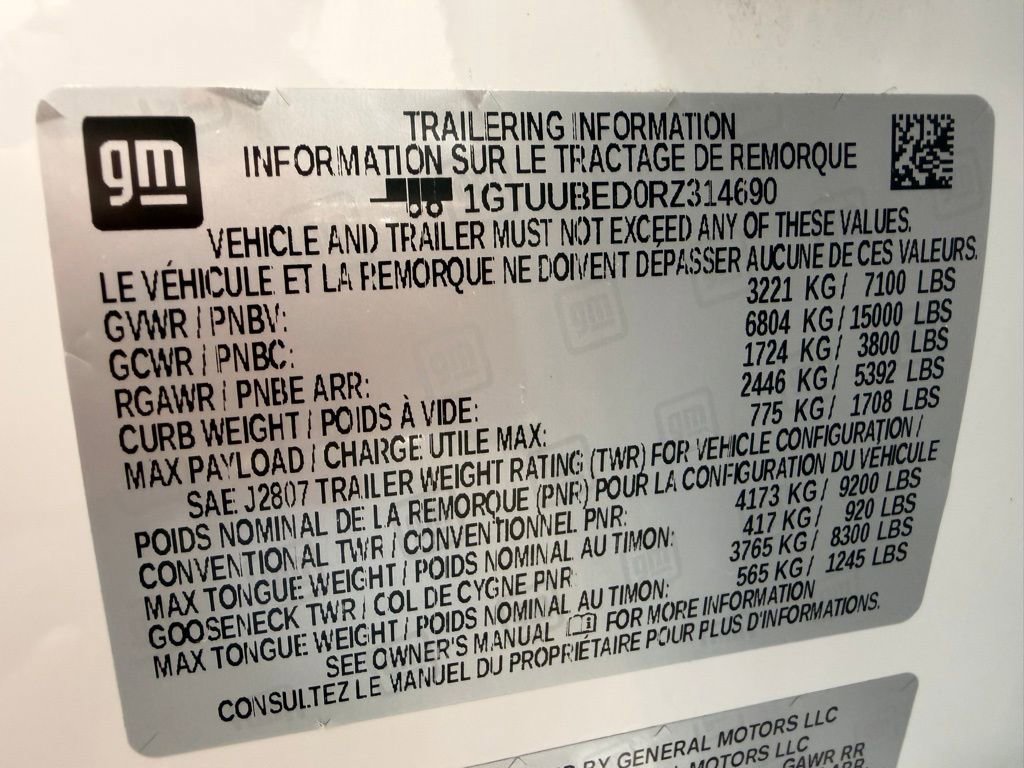 gm
TRAILERING INFORMATION
INFORMATION SUR LE TRACTAGE DE REMORQUE
1GTUUBED0RZ314690
VEHICLE AND TRAILER MUST NOT EXCEED ANY OF THESE VALUES.
LE VÉHICULE ET LA REMORQUE NE DOIVENT DÉPASSER AUCUNE DE CES VALEURS.
GVWR / PNBV: 3221 KG/ 7100 LBS
GCWR / PNBC: 6804 KG/ 15000 LBS
RGAWR / PNBE ARR: 1724 KG/ 3800 LBS
CURB WEIGHT / POIDS À VIDE: 2446 KG/ 5392 LBS
MAX PAYLOAD / CHARGE UTILE MAX: 775 KG/ 1708 LBS
SAE J2807 TRAILER WEIGHT RATING (TWR) FOR VEHICLE CONFIGURATION /
POIDS NOMINAL DE LA REMORQUE (PNR) POUR LA CONFIGURATION DU VÉHICULE
CONVENTIONAL TWR / CONVENTIONNEL PNR: 4173 KG/ 9200 LBS
MAX TONGUE WEIGHT / POIDS NOMINAL AU TIMON: 417 KG/ 920 LBS
GOOSENECK TWR / COL DE CYGNE PNR 3765 KG/ 8300 LBS
MAX TONGUE WEIGHT / POIDS NOMINAL AU TIMON: 565 KG/ 1245 LBS
SEE OWNER'S MANUAL FOR MORE INFORMATION
CONSULTEZ LE MANUEL DU PROPRIÉTAIRE POUR PLUS D'INFORMATIONS.
BY GENERAL MOTORS LLC
MOTORS LLC
GAWR RR
ARR